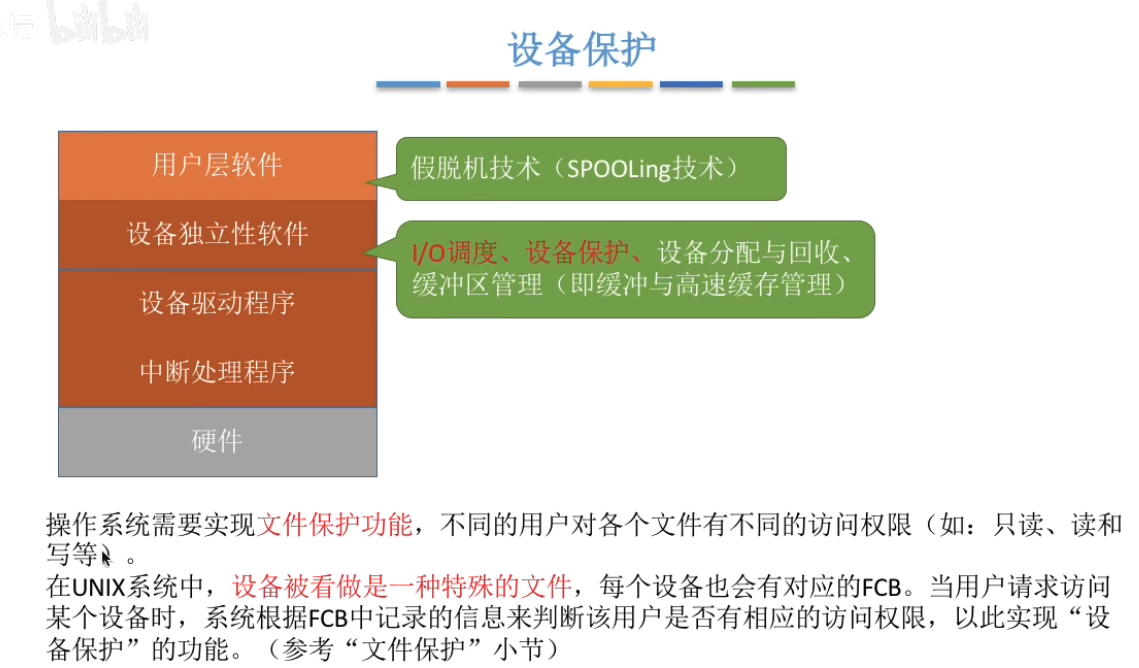 bilibili
设备保护
用户层软件
假脱机技术（SPOOLing技术）
设备独立性软件
I/O调度、设备保护、设备分配与回收、
缓冲区管理（即缓冲与高速缓存管理）
设备驱动程序
中断处理程序
硬件
操作系统需要实现文件保护功能，不同的用户对各个文件有不同的访问权限（如：只读、读和
写等）。
在UNIX系统中，设备被看做是一种特殊的文件，每个设备也会有对应的FCB。当用户请求访问
某个设备时，系统根据FCB中记录的信息来判断该用户是否有相应的访问权限，以此实现“设
备保护”的功能。（参考“文件保护”小节）